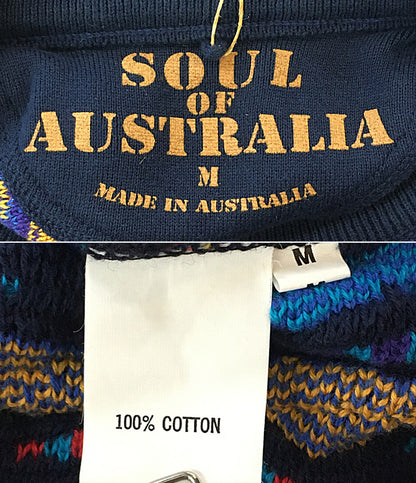 SOUL
OF
AUSTRALIA
M
MADE IN AUSTRALIA
M
100% COTTON